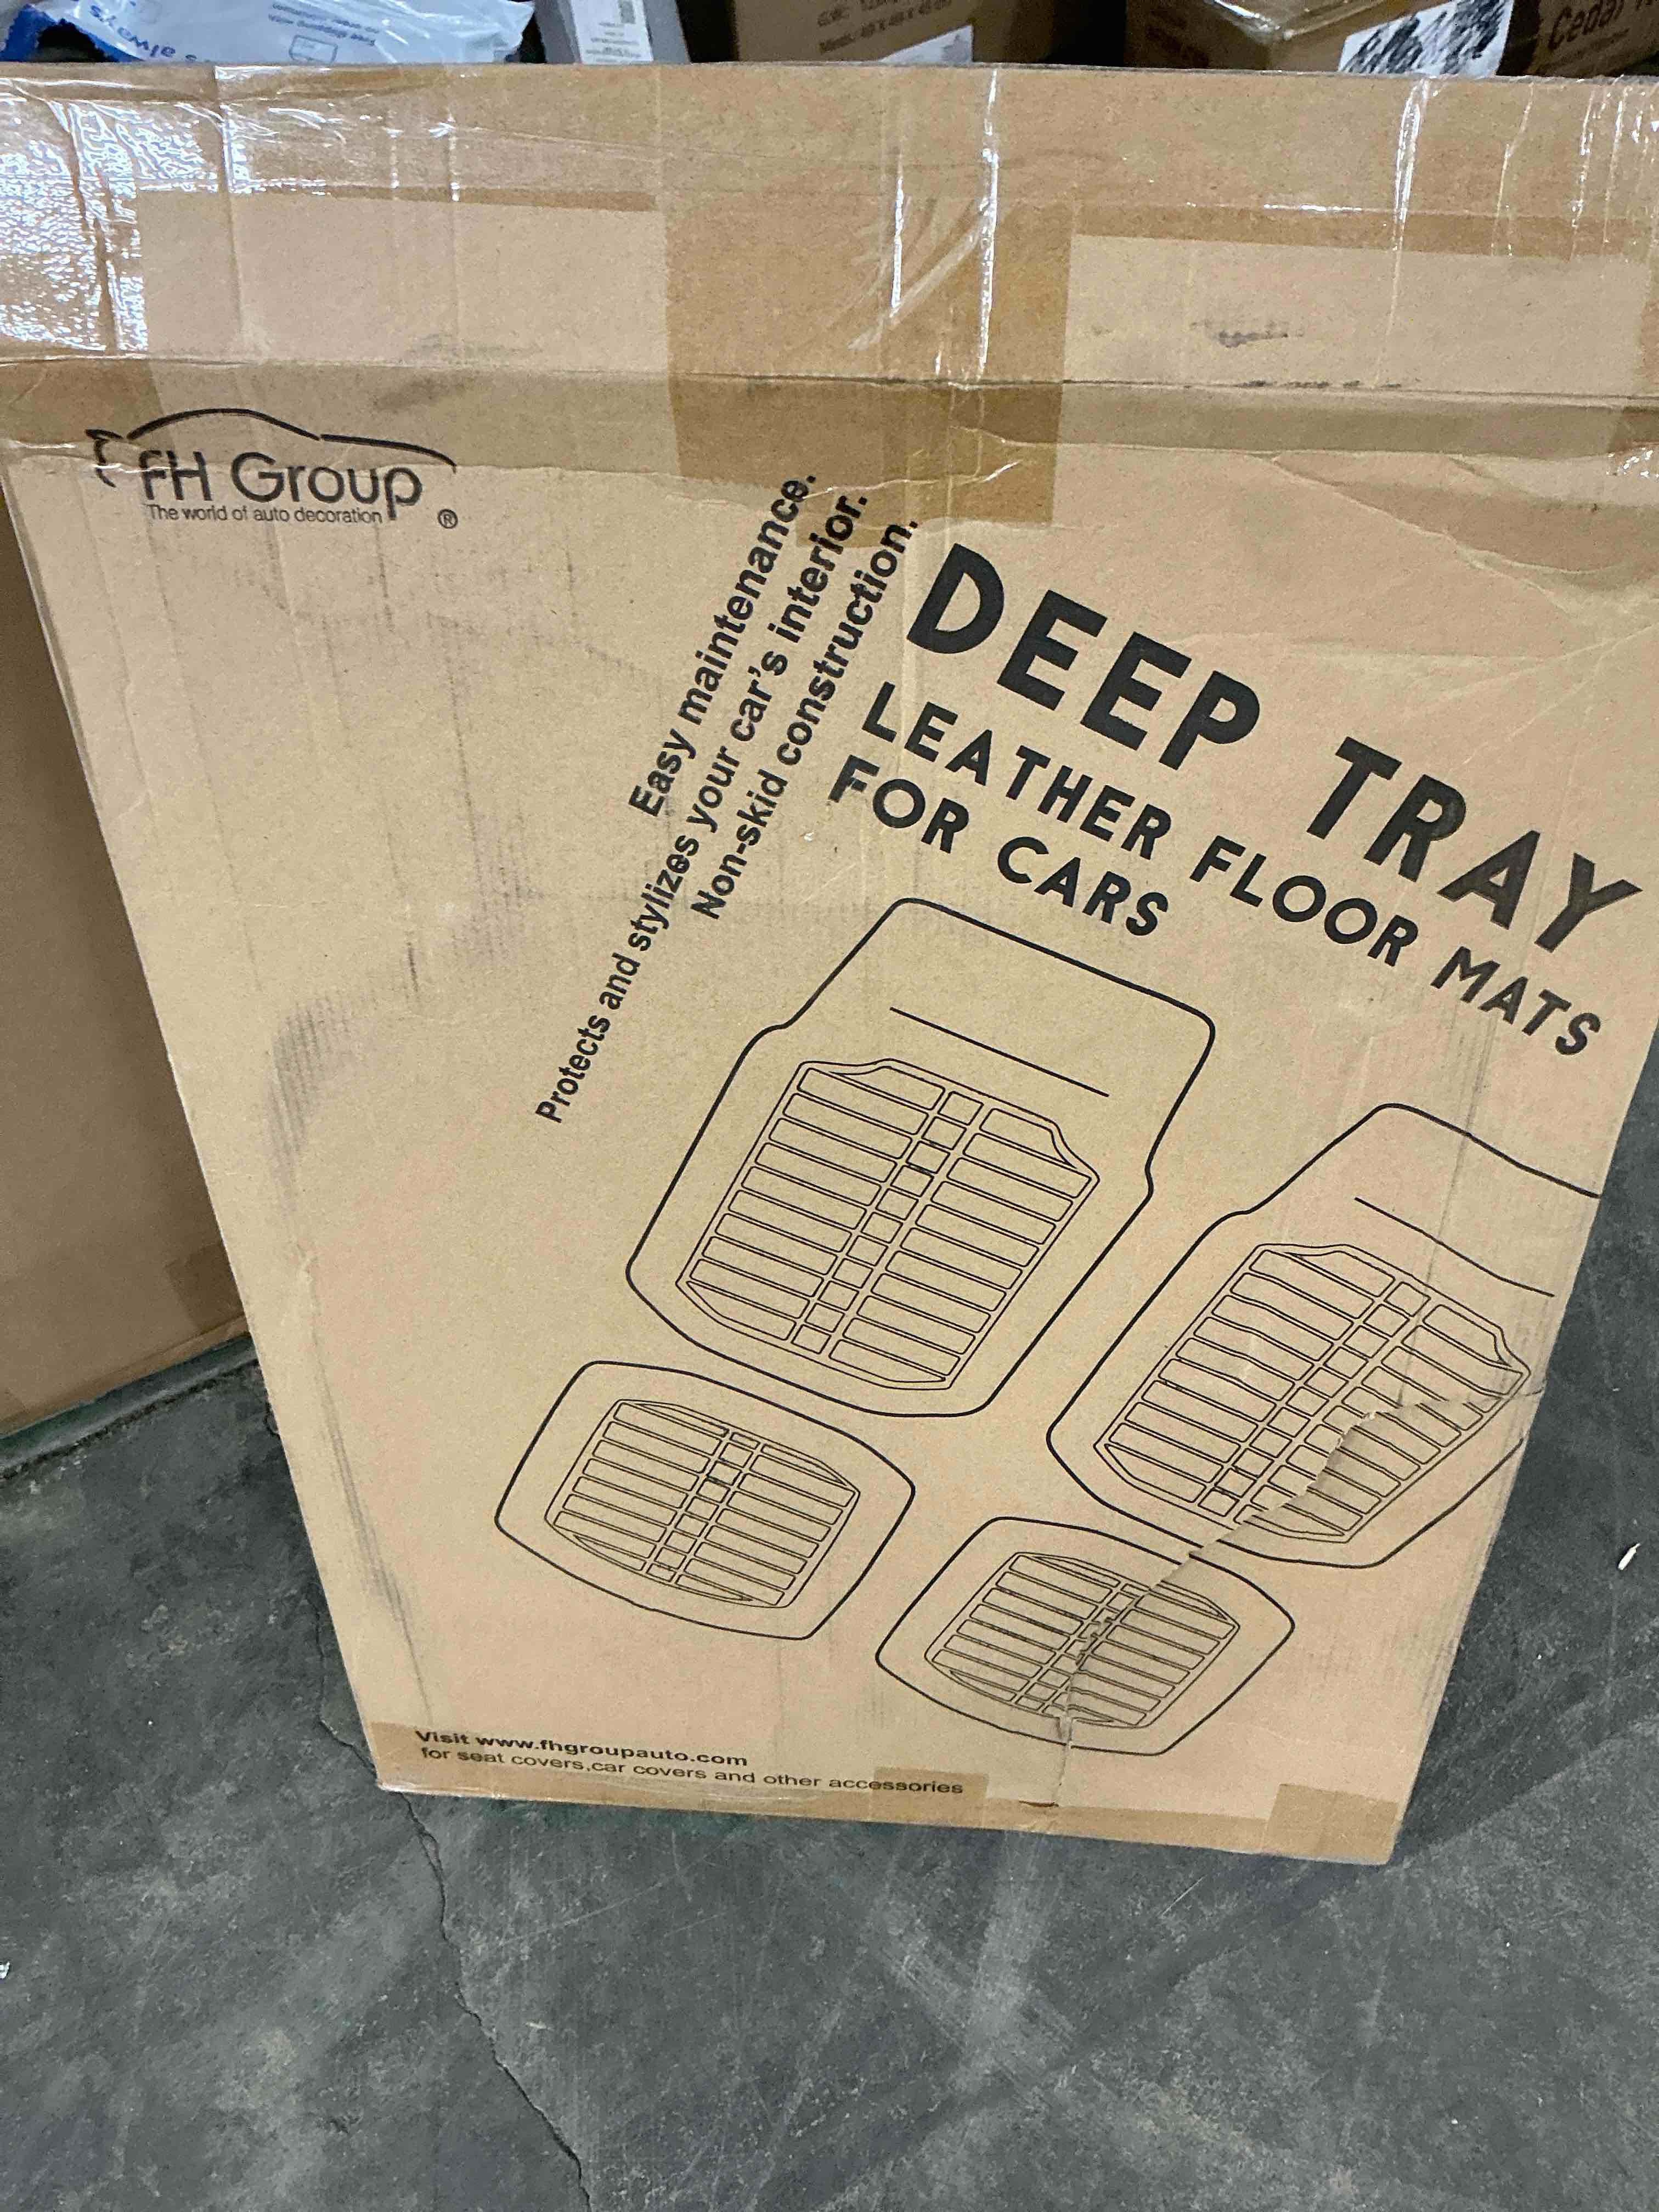 Cedar
FH Group
The world of auto decoration
®
Easy maintenance.
Protects and stylizes your car's interior.
Non-skid construction.
DEEP TRAY
LEATHER FLOOR MATS
FOR CARS
Visit www.fhgroupauto.com
for seat covers,car covers and other accessories